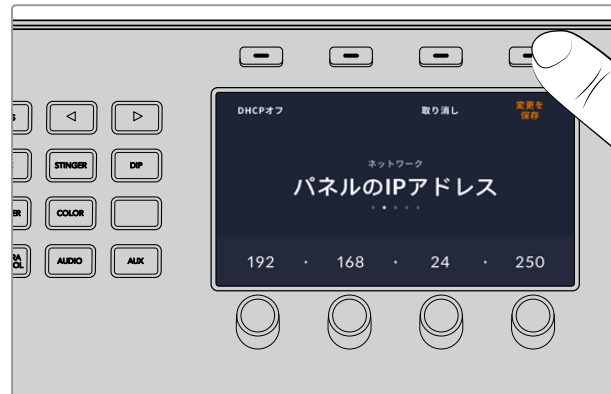 DHCPオフ
取り消し
変更を
保存
ネットワーク
パネルのIPアドレス
192 · 168 · 24 · 250
STINGER
DIP
COLOR
AUDIO
AUX